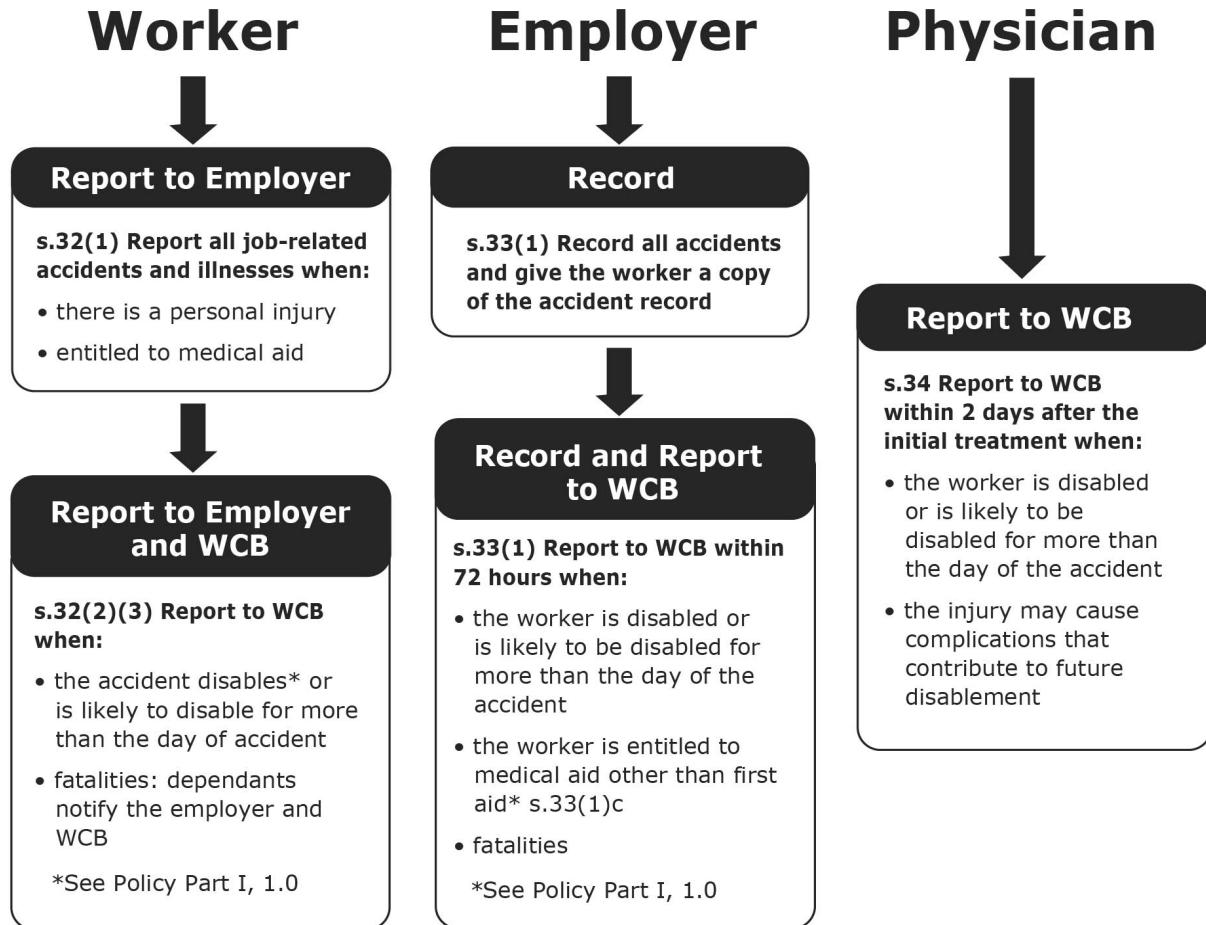 Worker
Report to Employer
s.32(1) Report all job-related
accidents and illnesses when:
• there is a personal injury
• entitled to medical aid
Report to Employer
and WCB
s.32(2)(3) Report to WCB
when:
• the accident disables* or
is likely to disable for more
than the day of accident
• fatalities: dependants
notify the employer and
WCB
*See Policy Part I, 1.0
Employer
Record
s.33(1) Record all accidents
and give the worker a copy
of the accident record
Record and Report
to WCB
s.33(1) Report to WCB within
72 hours when:
• the worker is disabled or
is likely to be disabled for
more than the day of the
accident
• the worker is entitled to
medical aid other than first
aid* s.33(1)c
• fatalities
*See Policy Part I, 1.0
Physician
Report to WCB
s.34 Report to WCB
within 2 days after the
initial treatment when:
• the worker is disabled
or is likely to be
disabled for more than
the day of the accident
• the injury may cause
complications that
contribute to future
disablement